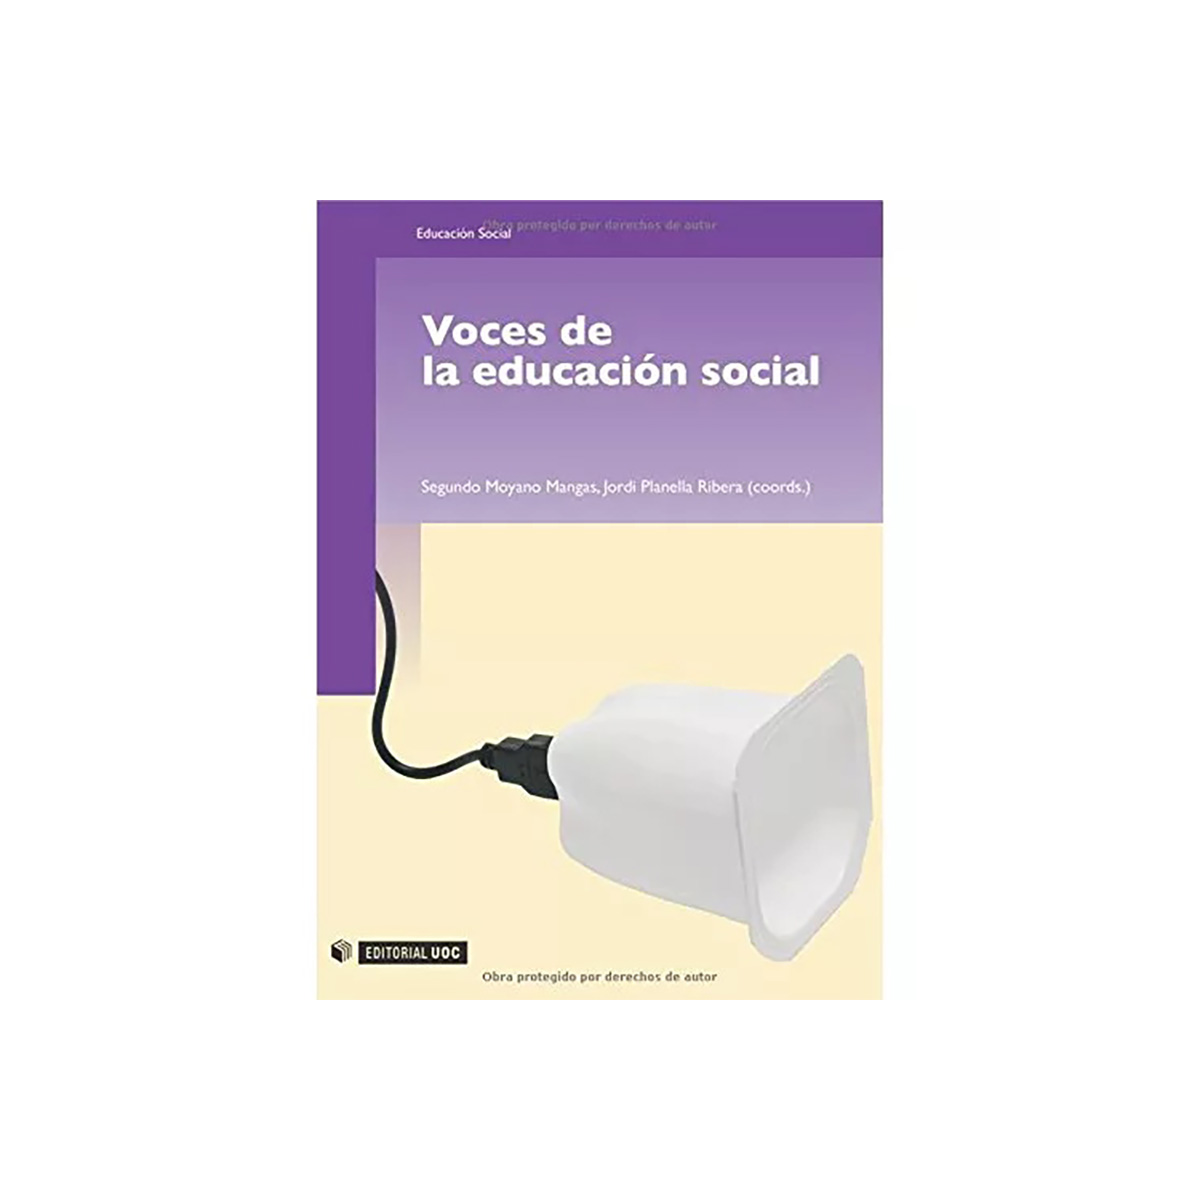 Obra protegido por derechos de autor
Educación Social
Voces de
la educación social
Segundo Moyano Mangas, Jordi Planella Ribera (coords.)
EDITORIAL UOC
Obra protegido por derechos de autor